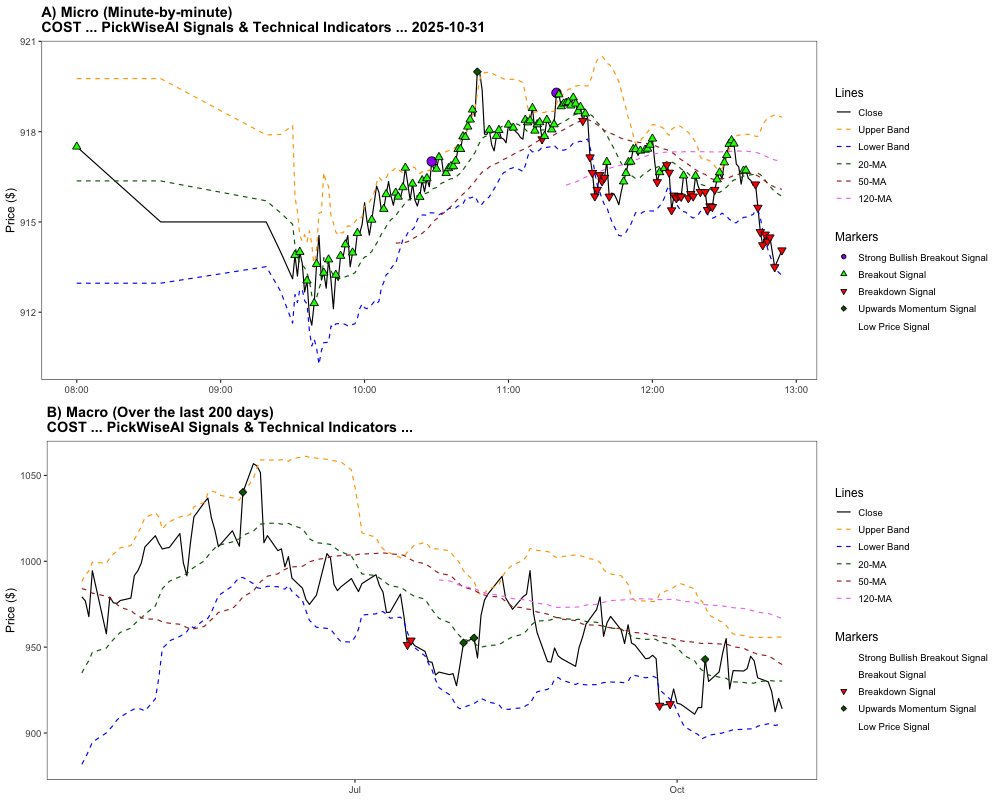 A) Micro (Minute-by-minute)
COST ... PickWiseAI Signals & Technical Indicators ... 2025-10-31
Price ($)
921
918
915
912
08:00
09:00
10:00
11:00
12:00
13:00
Lines
Close
Upper Band
Lower Band
20-MA
50-MA
120-MA
Markers
Strong Bullish Breakout Signal
Breakout Signal
Breakdown Signal
Upwards Momentum Signal
Low Price Signal
B) Macro (Over the last 200 days)
COST ... PickWiseAI Signals & Technical Indicators ...
Price ($)
1050
1000
950
900
Jul
Oct
Lines
Close
Upper Band
Lower Band
20-MA
50-MA
120-MA
Markers
Strong Bullish Breakout Signal
Breakout Signal
Breakdown Signal
Upwards Momentum Signal
Low Price Signal